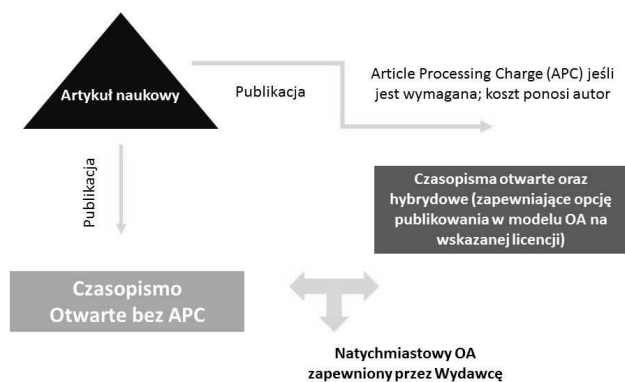 Artykuł naukowy
Publikacja
Article Processing Charge (APC) jeśli
jest wymagana; koszt ponosi autor
Publikacja
Czasopisma otwarte oraz
hybrydowe (zapewniające opcję
publikowania w modelu OA na
wskazanej licencji)
Czasopismo
Otwarte bez APC
Natychmiastowy OA
zapewniony przez Wydawcę